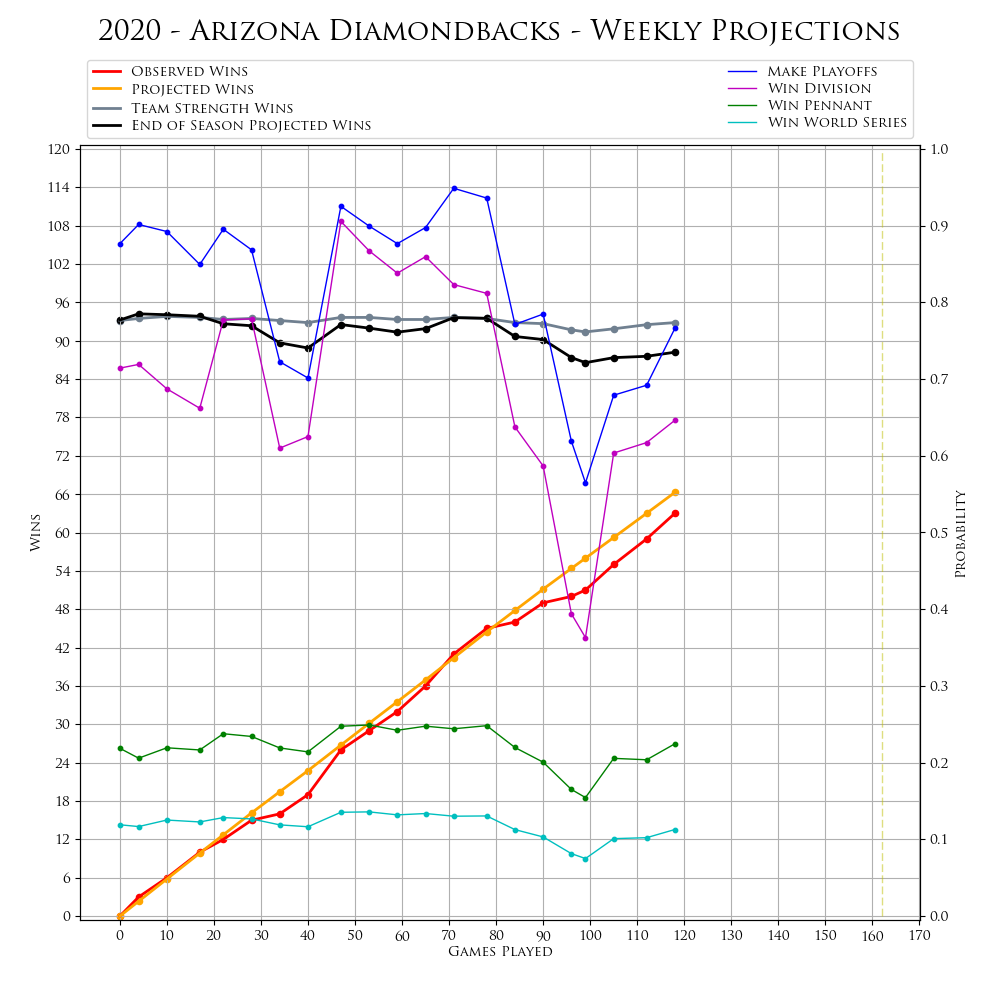 2020 - Arizona Diamondbacks - Weekly Projections
Observed Wins
Projected Wins
Team Strength Wins
End of Season Projected Wins
Make Playoffs
Win Division
Win Pennant
Win World Series
120
114
108
102
96
90
84
78
72
66
60
54
48
42
36
30
24
18
12
6
0
Wins
1.0
0.9
0.8
0.7
0.6
0.5
0.4
0.3
0.2
0.1
0.0
Probability
0 10 20 30 40 50 60 70 80 90 100 110 120 130 140 150 160 170
Games Played